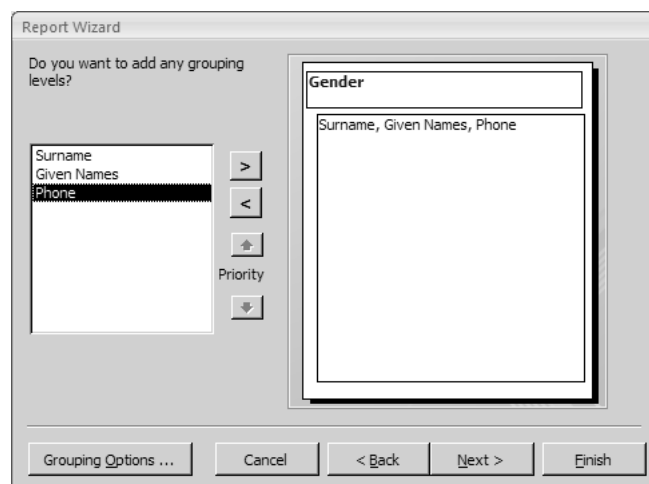 Report Wizard
Do you want to add any grouping
levels?
Surname
Given Names
Phone
>
<
Priority
Gender
Surname, Given Names, Phone
Grouping Options ...
Cancel
< Back
Next >
Finish